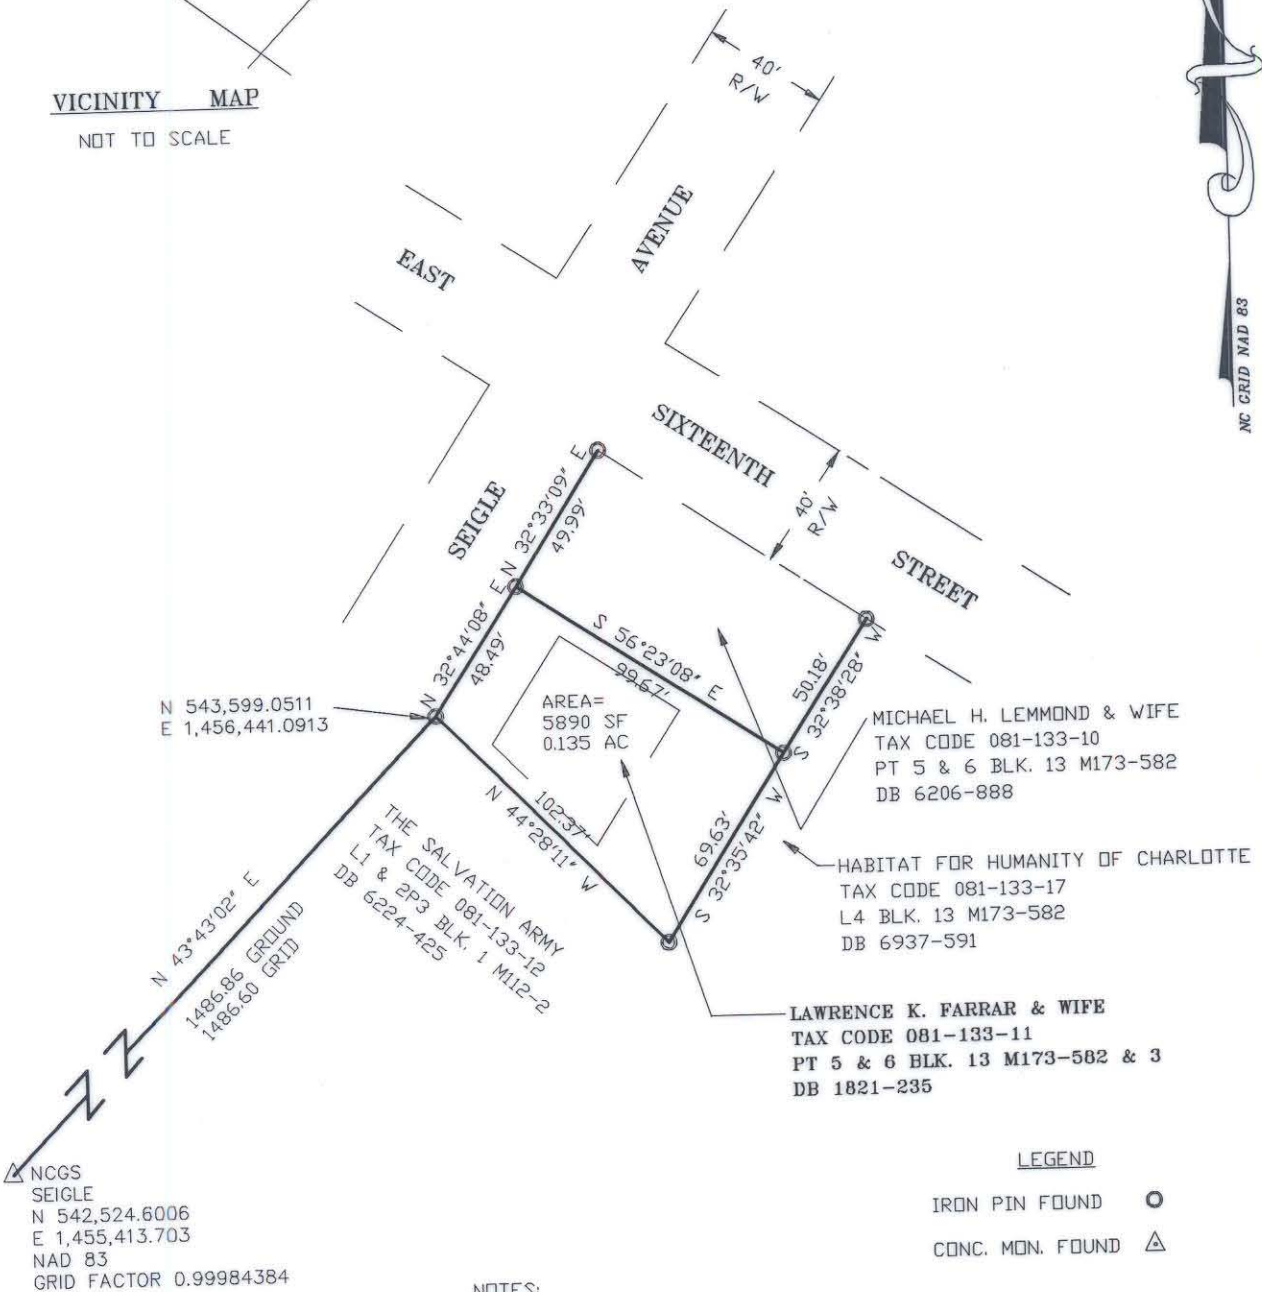 VICINITY MAP
NOT TO SCALE
40'
R/W
AVENUE
EAST
NC GRID NAD 83
SIXTEENTH
40'
R/W
STREET
SEIGLE
N 32°33'09" E
49.99'
N 32°44'08" E
48.49'
S 56°23'08" E
99.67'
50.18'
S 32°38'28" W
N 543,599.0511
E 1,456,441.0913
AREA=
5890 SF
0.135 AC
MICHAEL H. LEMMOND & WIFE
TAX CODE 081-133-10
PT 5 & 6 BLK. 13 M173-582
DB 6206-888
102.37'
N 44°28'11" W
69.63'
S 32°35'42" W
HABITAT FOR HUMANITY OF CHARLOTTE
TAX CODE 081-133-17
L4 BLK. 13 M173-582
DB 6937-591
THE SALVATION ARMY
TAX CODE 081-133-12
L1 & 2P3 BLK. 1 M112-2
DB 6224-425
N 43°43'02" E
1486.86 GROUND
1486.60 GRID
LAWRENCE K. FARRAR & WIFE
TAX CODE 081-133-11
PT 5 & 6 BLK. 13 M173-582 & 3
DB 1821-235
NCGS
SEIGLE
N 542,524.6006
E 1,455,413.703
NAD 83
GRID FACTOR 0.99984384
LEGEND
IRON PIN FOUND
CONC. MON. FOUND
NOTES: